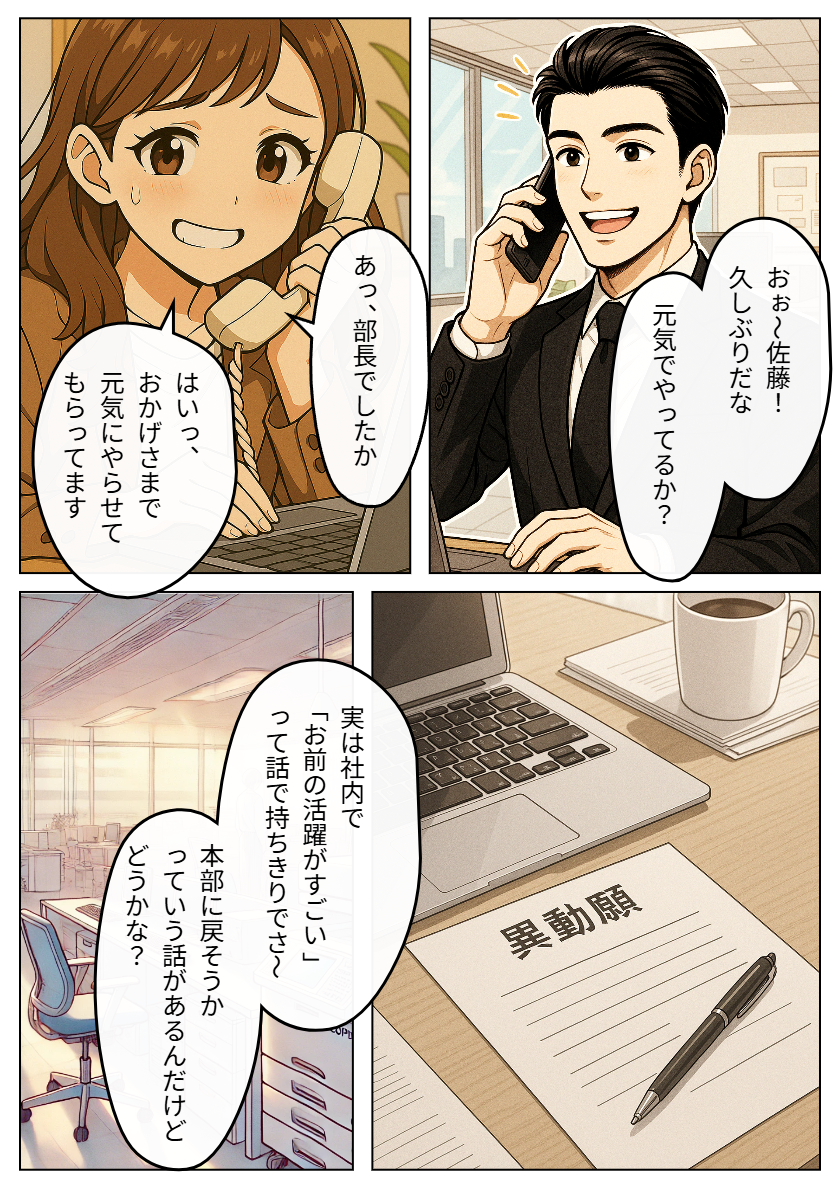 おぉ~佐藤！
久しぶりだな
元気でやってるか？
あっ、部長でしたか
はいっ、
おかげさまで
元気にやらせて
もらってます
異動願
実は社内で
「お前の活躍がすごい」
って話で持ちきりでさ~
本部に戻そうか
っていう話があるんだけど
どうかな？